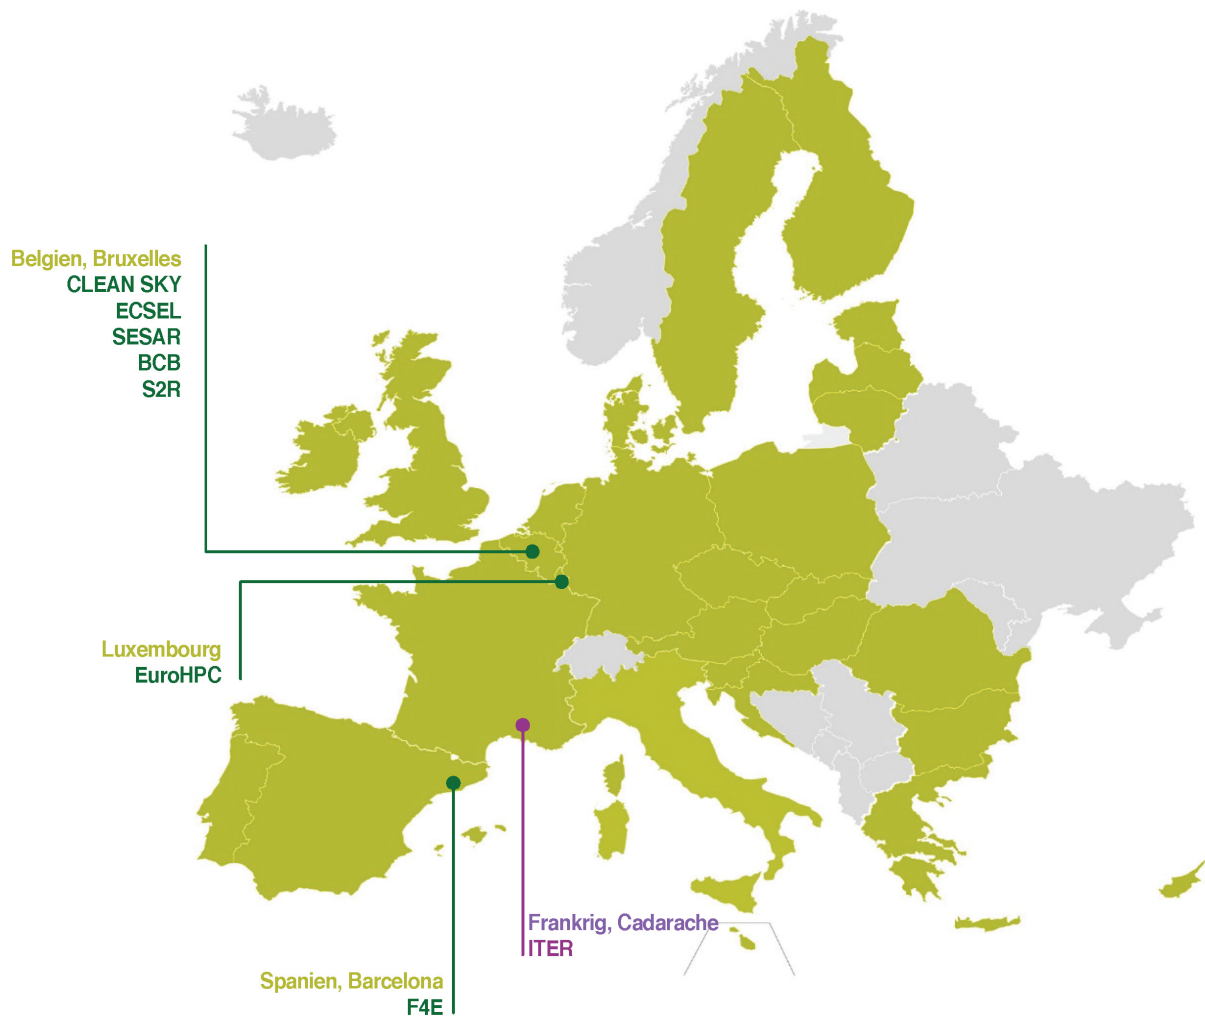 Belgien, Bruxelles
CLEAN SKY
ECSEL
SESAR
BCB
S2R
Luxembourg
EuroHPC
Frankrig, Cadarache
ITER
Spanien, Barcelona
F4E